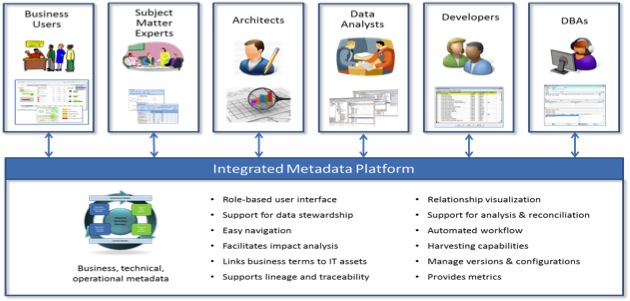 Business
Users
Subject
Matter
Experts
Architects
Data
Analysts
Developers
DBAs
Integrated Metadata Platform
Business, technical,
operational metadata
• Role-based user interface
• Support for data stewardship
• Easy navigation
• Facilitates impact analysis
• Links business terms to IT assets
• Supports lineage and traceability
• Relationship visualization
• Support for analysis & reconciliation
• Automated workflow
• Harvesting capabilities
• Manage versions & configurations
• Provides metrics